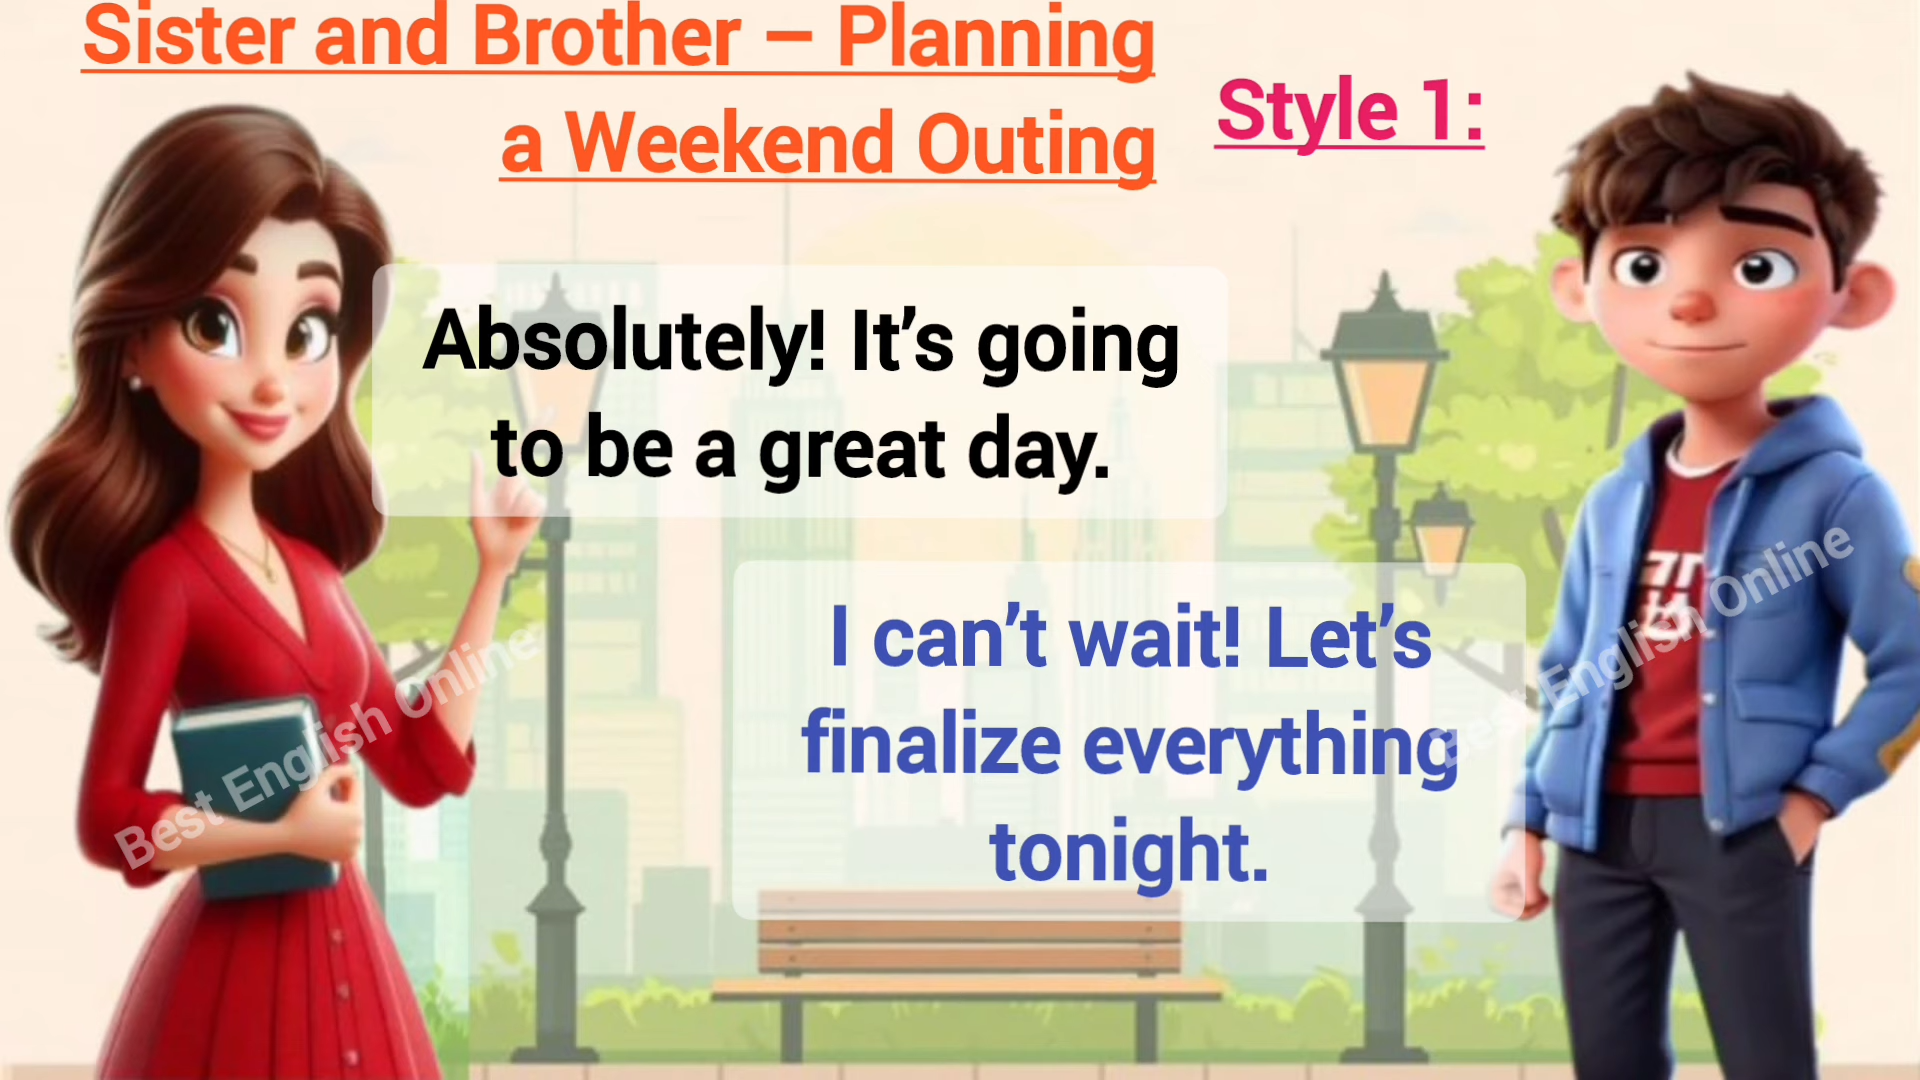 Sister and Brother – Planning
a Weekend Outing
Style 1:
Absolutely! It’s going
to be a great day.
I can’t wait! Let’s
finalize everything
tonight.
Best English Online
Best English Online